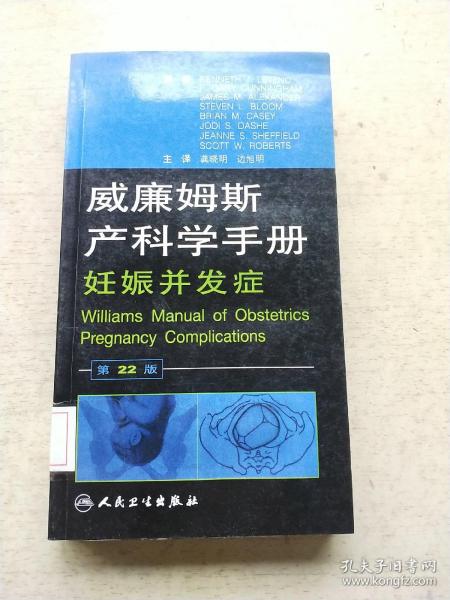 KENNETH J. LEVENO
F. GARY CUNNINGHAM
JAMES M. ALEXANDER
STEVEN L. BLOOM
BRIAN M. CASEY
JODI S. DASHE
JEANNE S. SHEFFIELD
SCOTT W. ROBERTS
主 译 龚晓明 边旭明
威廉姆斯
产科学手册
妊娠并发症
Williams Manual of Obstetrics
Pregnancy Complications
第 22 版
人民卫生出版社
孔夫子旧书网
www.kongfz.com